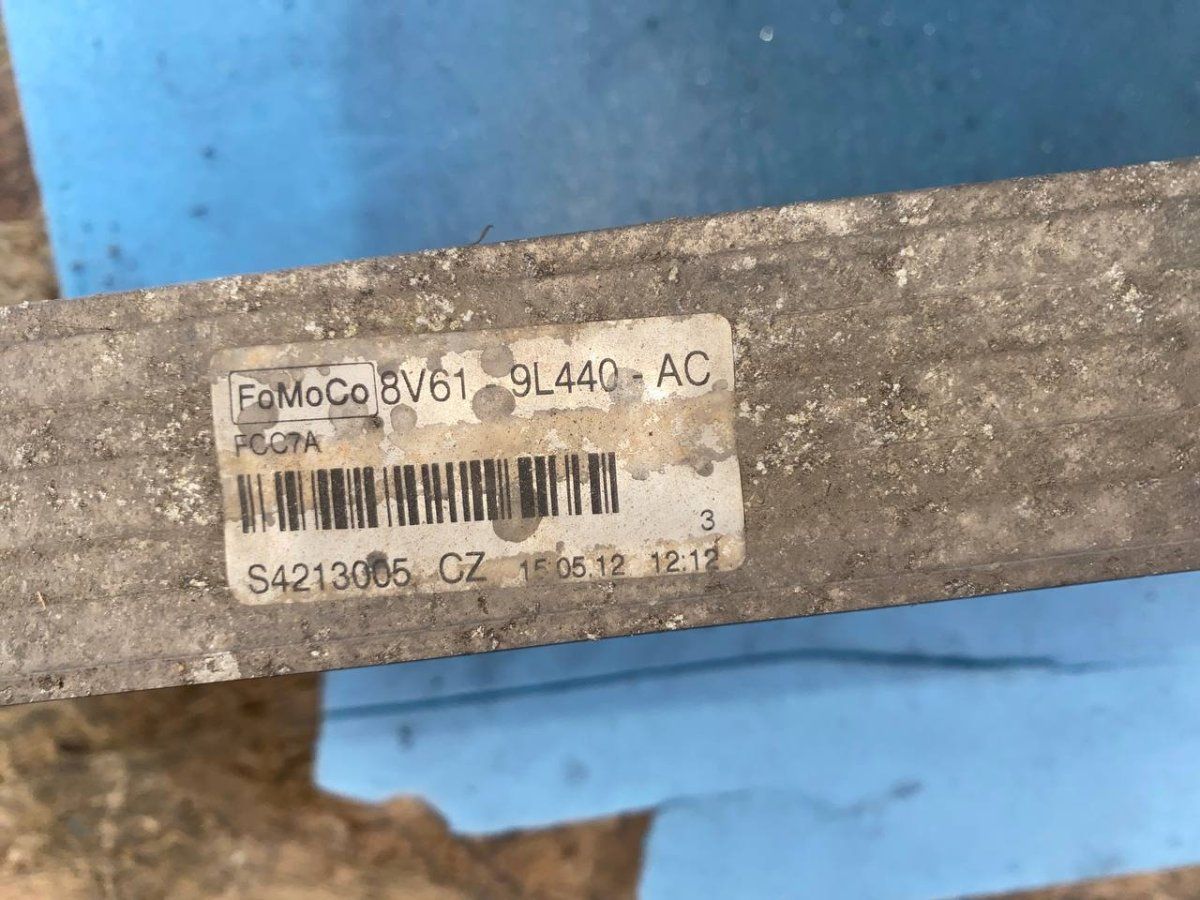 FoMoCo 8V61 9L440 - AC
FCC7A
3
S4213005 CZ 15.05.12 12:12